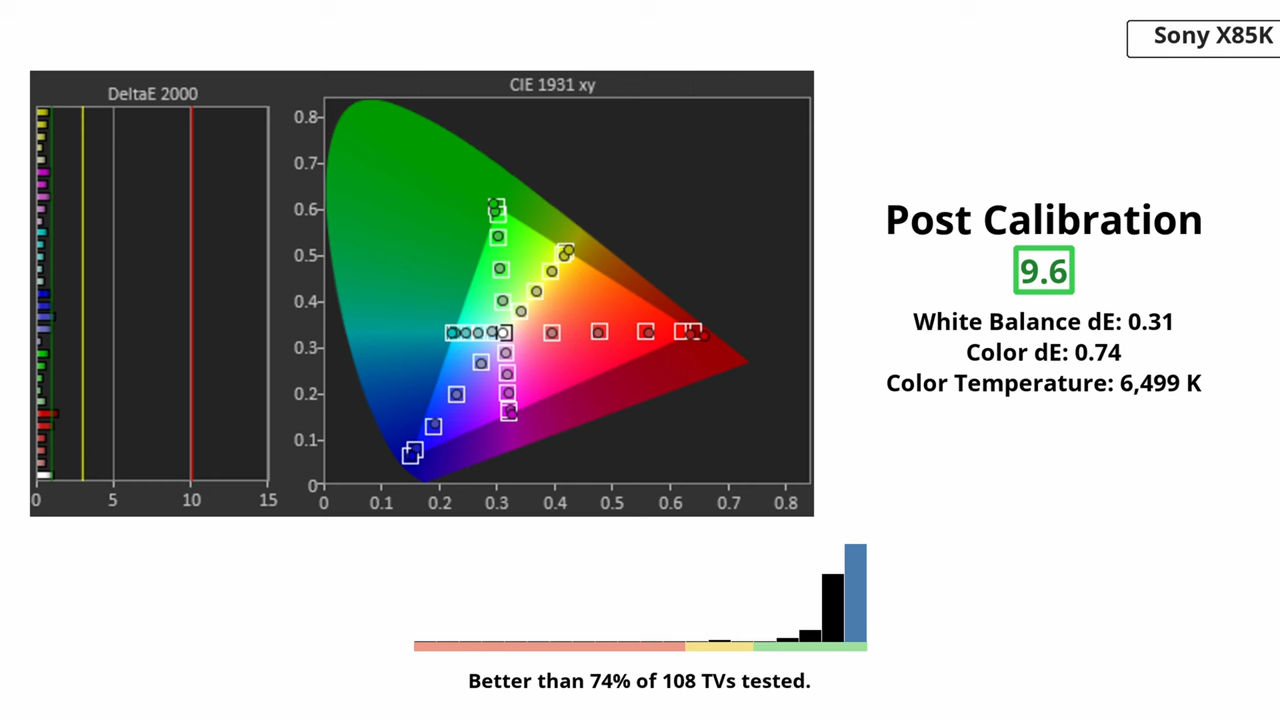 Sony X85K
DeltaE 2000
CIE 1931 xy
0.8
0.7
0.6
0.5
0.4
0.3
0.2
0.1
0
0 5 10 15
0 0.1 0.2 0.3 0.4 0.5 0.6 0.7 0.8
Post Calibration
9.6
White Balance dE: 0.31
Color dE: 0.74
Color Temperature: 6,499 K
Better than 74% of 108 TVs tested.